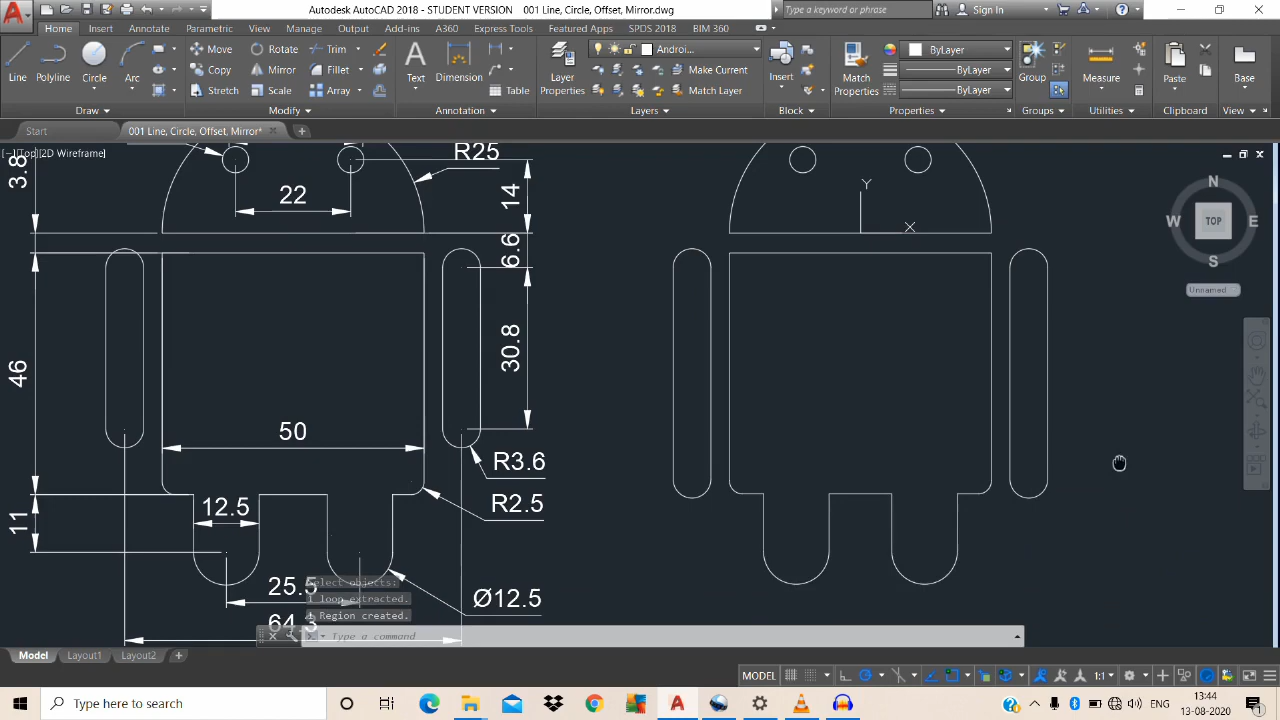 Autodesk AutoCAD 2018 - STUDENT VERSION 001 Line, Circle, Offset, Mirror.dwg
Type a keyword or phrase
Sign In
Home Insert Annotate Parametric View Manage Output Add-ins A360 Express Tools Featured Apps SPDS 2018 BIM 360
Move Rotate Trim
Androi...
ByLayer
Line Polyline Circle Arc
Copy Mirror Fillet
Text Dimension
Layer Properties
Make Current
Insert
Match Properties
ByLayer
Group
Measure
Paste
Base
Stretch Scale Array
Table
Match Layer
ByLayer
Draw Modify Annotation Layers Block Properties Groups Utilities Clipboard View
Start 001 Line, Circle, Offset, Mirror*
[−][Top][2D Wireframe]
R25
3.8
22
14
Y
X
N
W TOP E
S
Unnamed
6.6
30.8
46
50
R3.6
R2.5
12.5
11
25.5
Ø12.5
64.3
Select objects:
1 loop extracted.
1 Region created.
Type a command
Model Layout1 Layout2
MODEL 1:1
Type here to search
ENG
13:44
13-08-2020